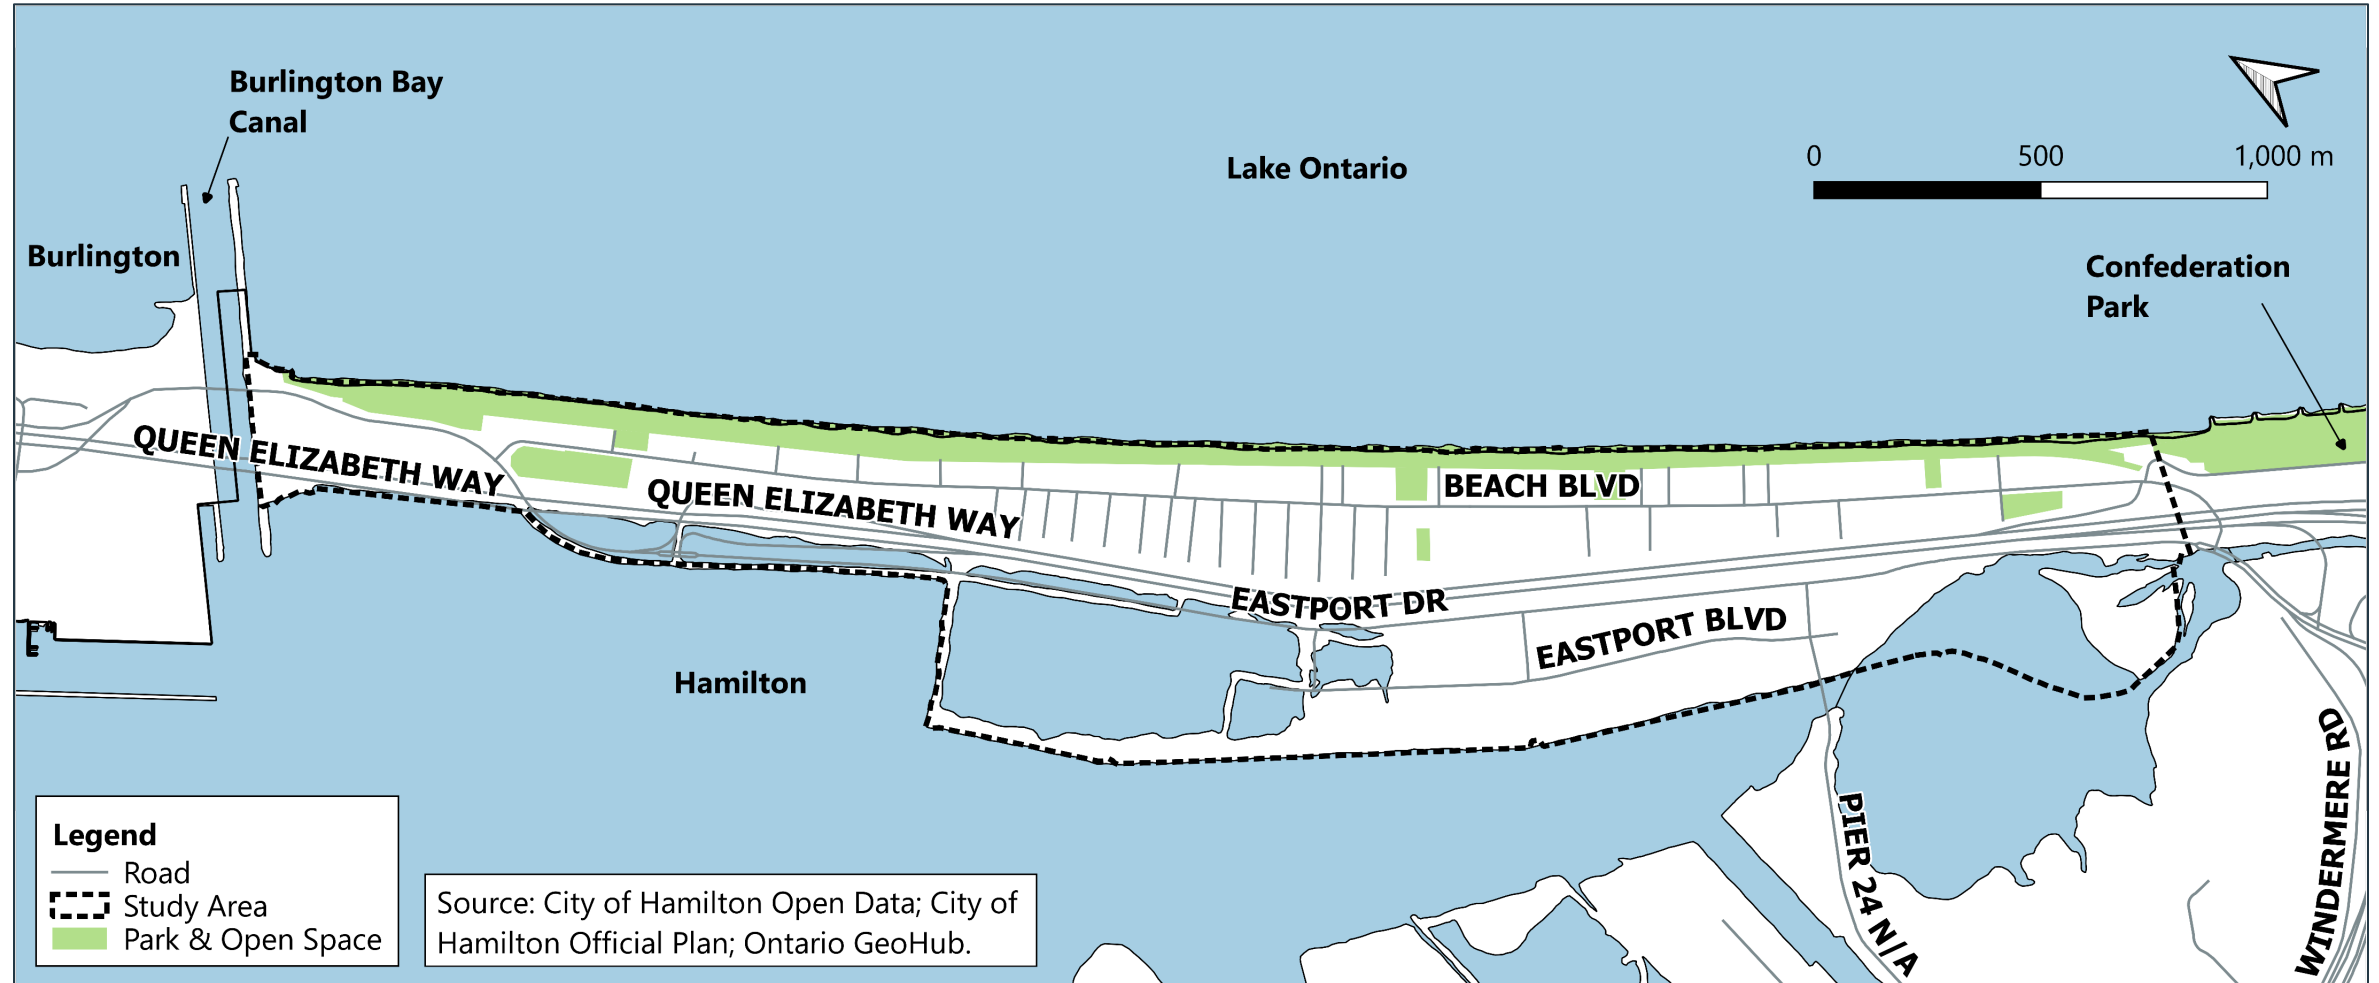 Burlington Bay
Canal
Lake Ontario
0 500 1,000 m
Burlington
Confederation
Park
QUEEN ELIZABETH WAY
QUEEN ELIZABETH WAY
BEACH BLVD
EASTPORT DR
EASTPORT BLVD
Hamilton
PIER 24 N/A
WINDERMERE RD
Legend
Road
Study Area
Park & Open Space
Source: City of Hamilton Open Data; City of
Hamilton Official Plan; Ontario GeoHub.